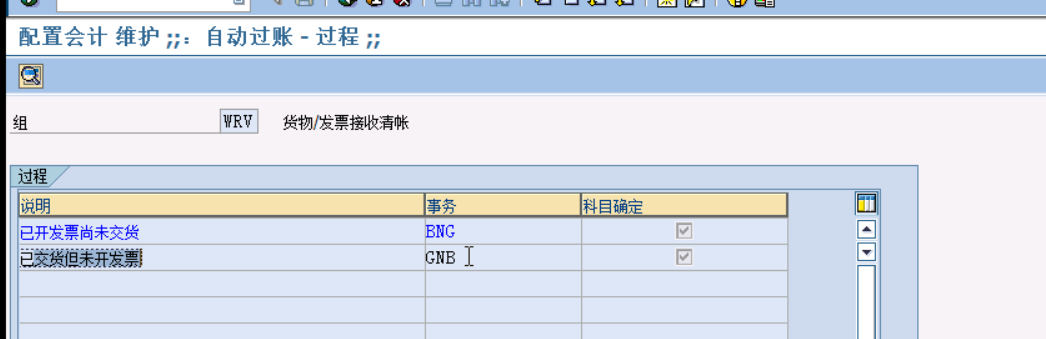 配置会计 维护 ;;: 自动过账 - 过程 ;;
组 WRV 货物/发票接收清帐
过程
说明 事务 科目确定
已开发票尚未交货 BNG
已交货但未开发票 GNB